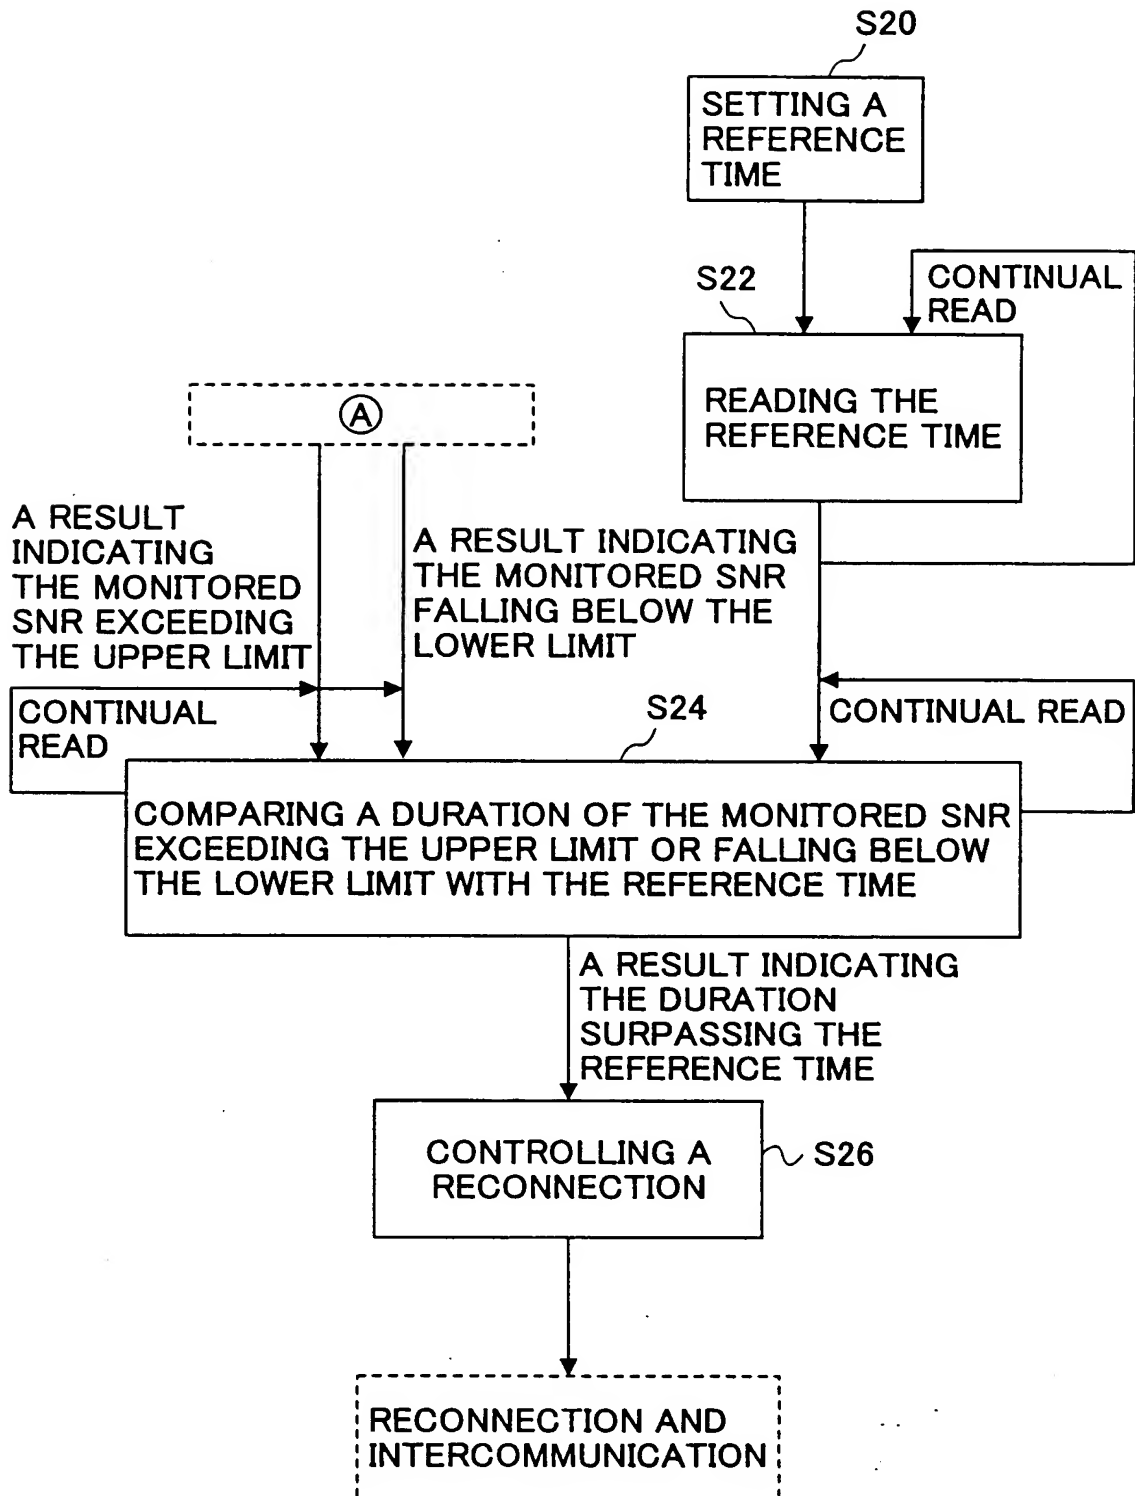 S20
SETTING A
REFERENCE
TIME
S22
CONTINUAL
READ
READING THE
REFERENCE TIME
A
A RESULT
INDICATING
THE MONITORED
SNR EXCEEDING
THE UPPER LIMIT
A RESULT INDICATING
THE MONITORED SNR
FALLING BELOW THE
LOWER LIMIT
CONTINUAL
READ
S24
CONTINUAL READ
COMPARING A DURATION OF THE MONITORED SNR
EXCEEDING THE UPPER LIMIT OR FALLING BELOW
THE LOWER LIMIT WITH THE REFERENCE TIME
A RESULT INDICATING
THE DURATION
SURPASSING THE
REFERENCE TIME
CONTROLLING A
RECONNECTION
S26
RECONNECTION AND
INTERCOMMUNICATION